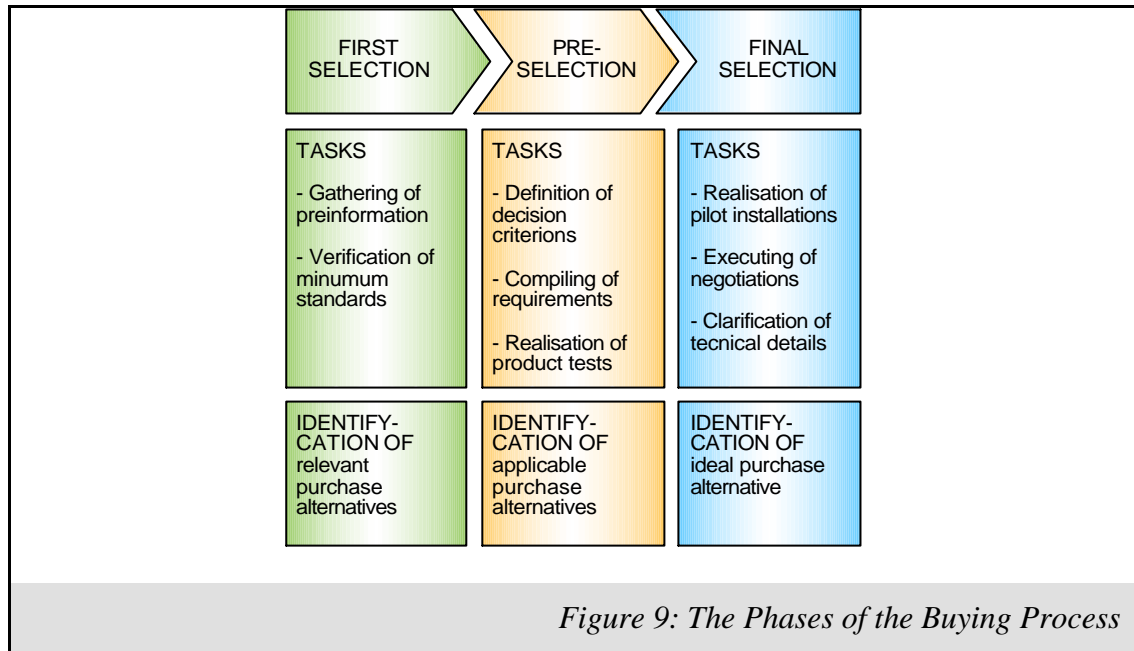 FIRST
SELECTION
PRE-
SELECTION
FINAL
SELECTION
TASKS
- Gathering of
preinformation
- Verification of
minumum
standards
TASKS
- Definition of
decision
criterions
- Compiling of
requirements
- Realisation of
product tests
TASKS
- Realisation of
pilot installations
- Executing of
negotiations
- Clarification of
tecnical details
IDENTIFY-
CATION OF
relevant
purchase
alternatives
IDENTIFY-
CATION OF
applicable
purchase
alternatives
IDENTIFY-
CATION OF
ideal purchase
alternative
Figure 9: The Phases of the Buying Process